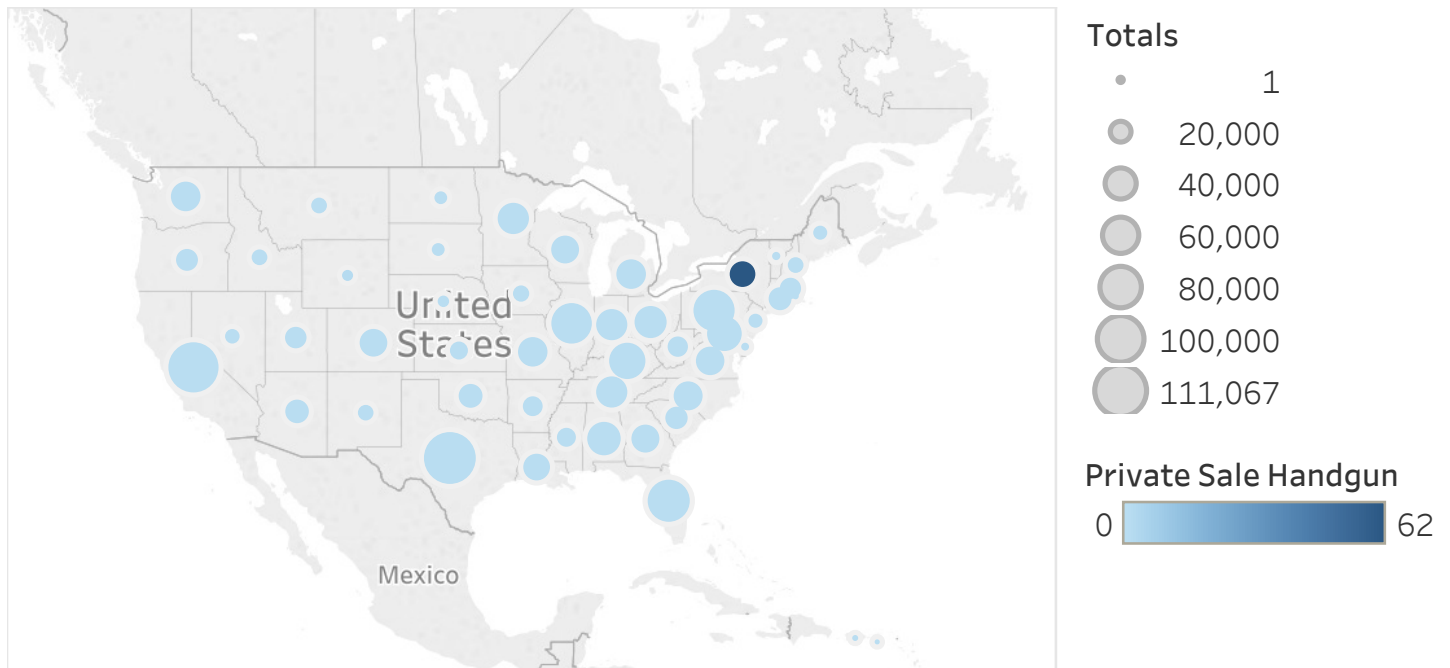 United
States
Mexico
Totals
1
20,000
40,000
60,000
80,000
100,000
111,067
Private Sale Handgun
0 62